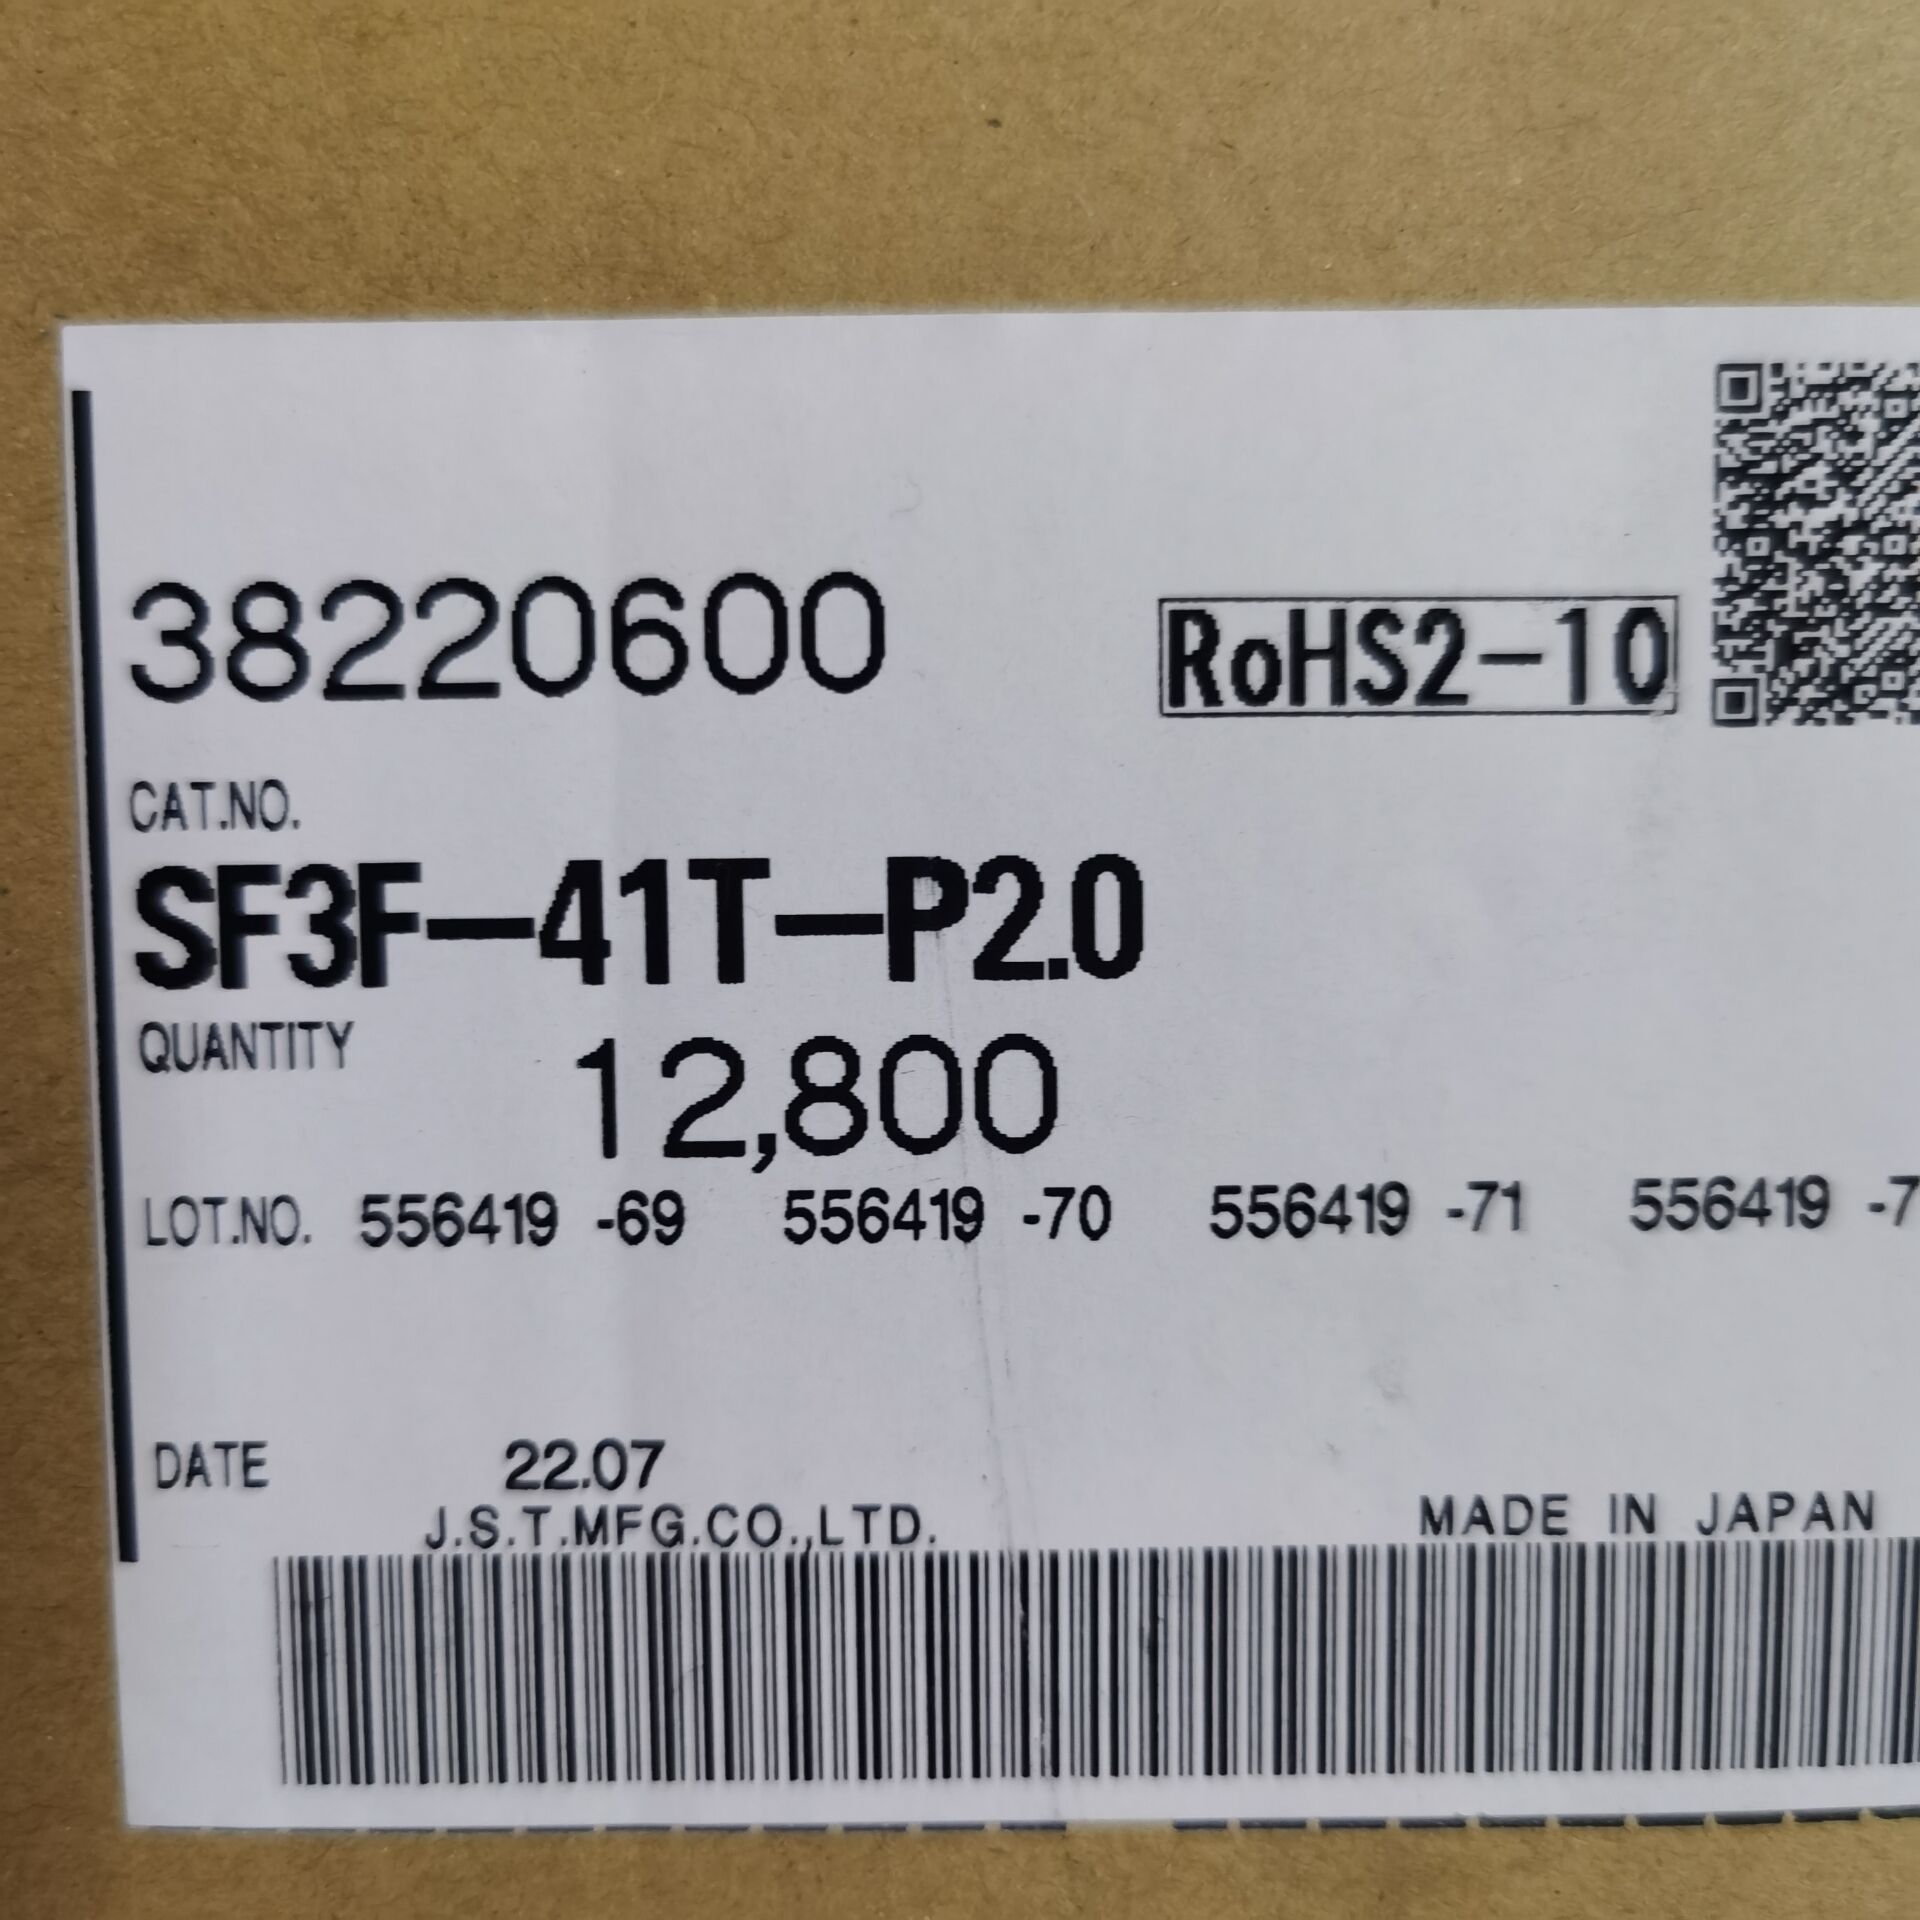 38220600 RoHS2-10
CAT.NO.
SF3F-41T-P2.0
QUANTITY 12,800
LOT.NO. 556419 -69 556419 -70 556419 -71 556419 -7
DATE 22.07
J.S.T.MFG.CO.,LTD. MADE IN JAPAN